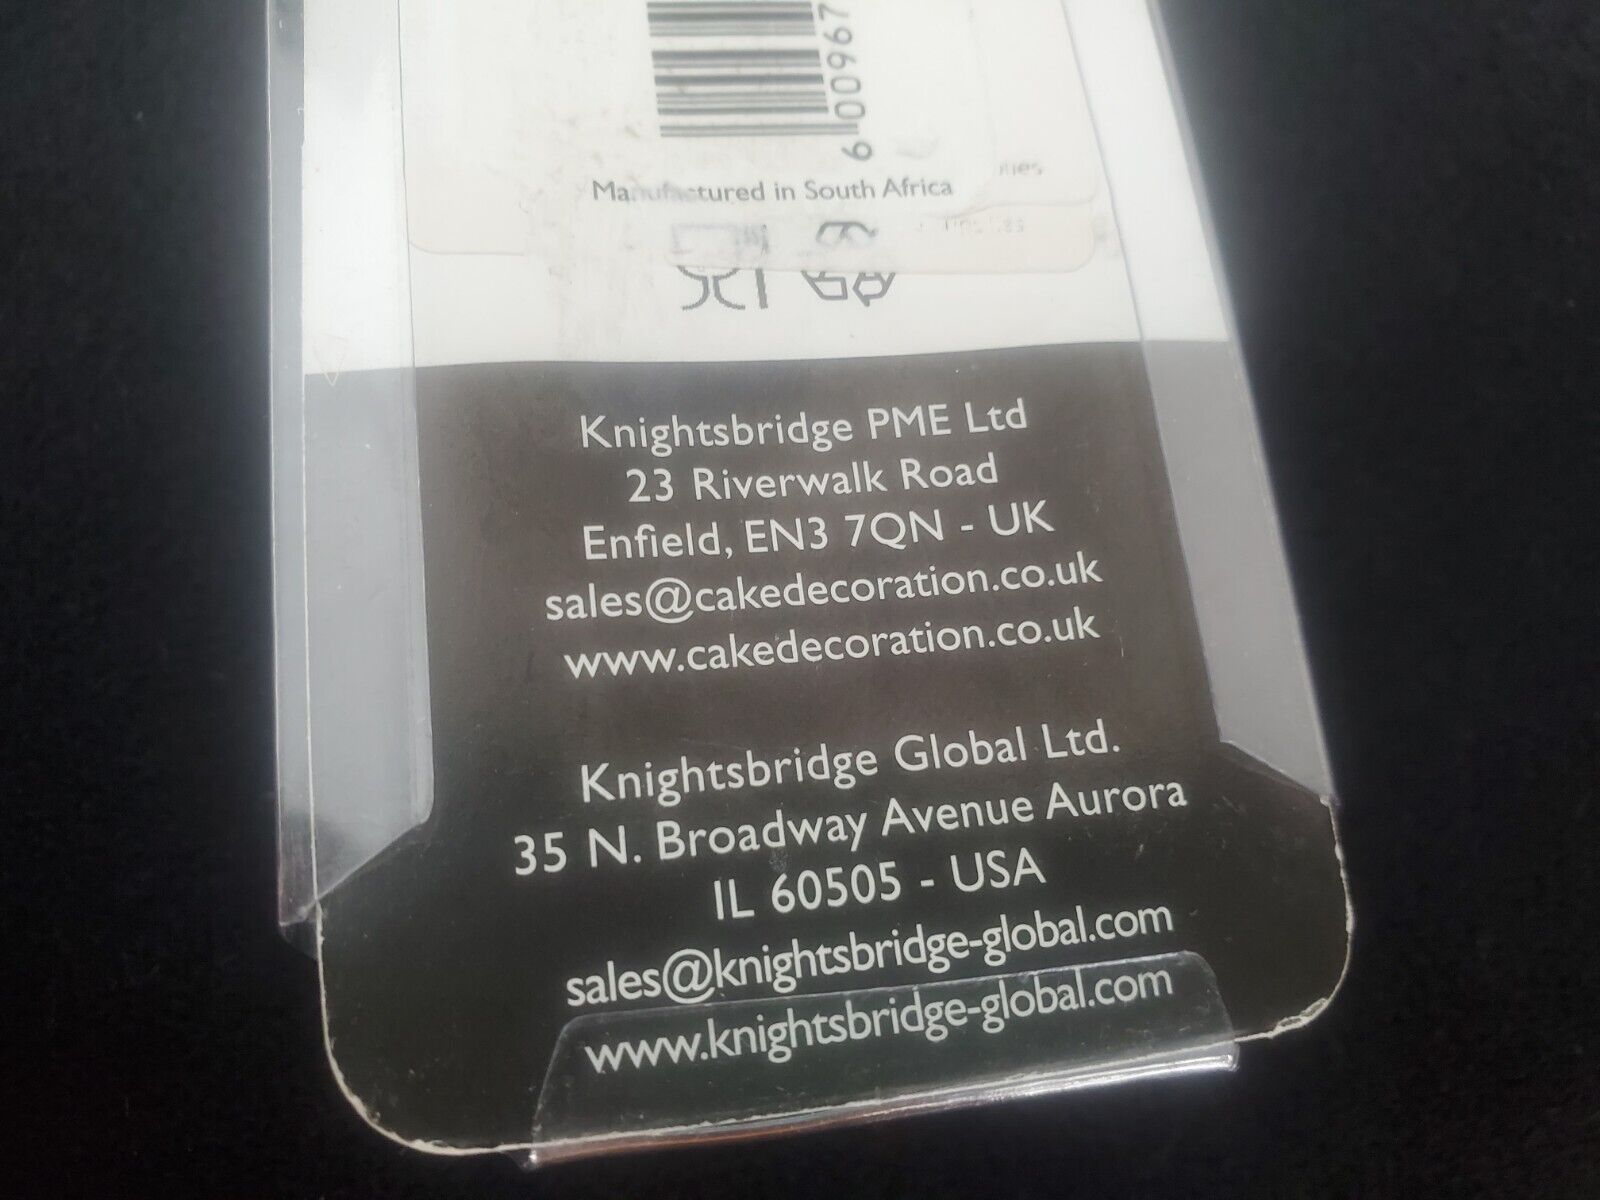 6 00967
Manufactured in South Africa
Knightsbridge PME Ltd
23 Riverwalk Road
Enfield, EN3 7QN - UK
sales@cakedecoration.co.uk
www.cakedecoration.co.uk
Knightsbridge Global Ltd.
35 N. Broadway Avenue Aurora
IL 60505 - USA
sales@knightsbridge-global.com
www.knightsbridge-global.com